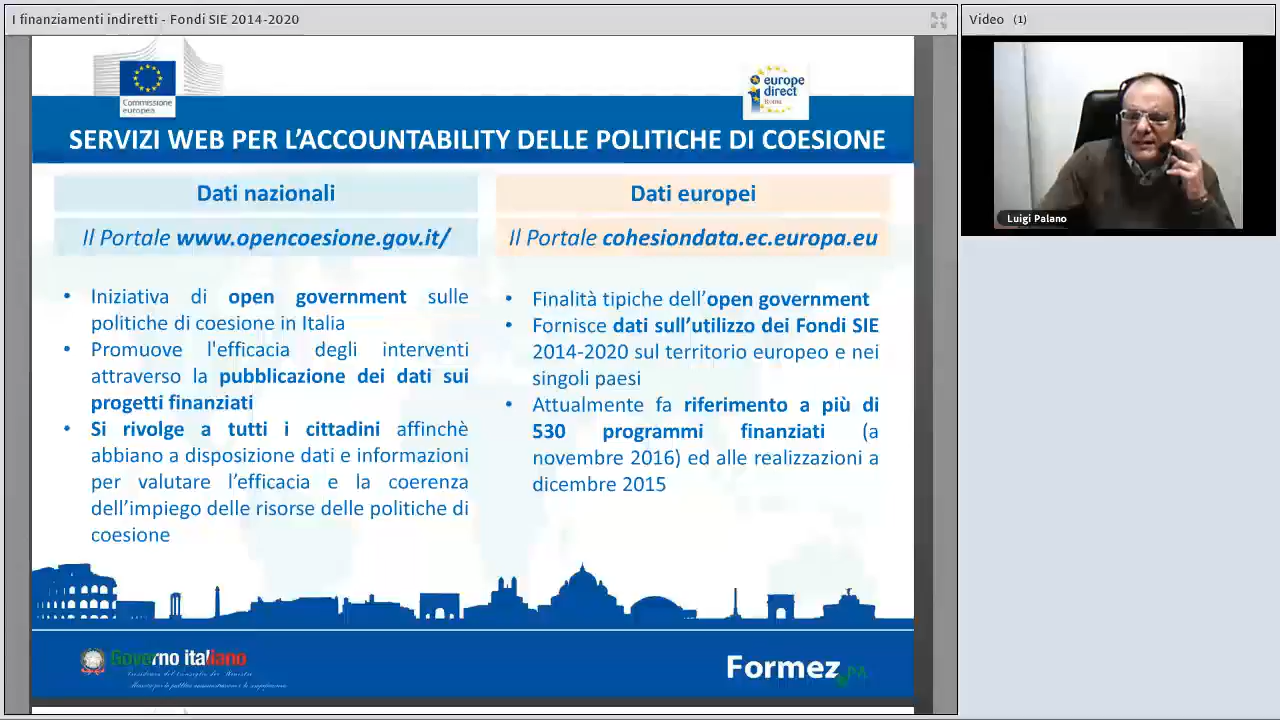 I finanziamenti indiretti - Fondi SIE 2014-2020
Video (1)
Commissione
europea
europe
direct
Roma
SERVIZI WEB PER L’ACCOUNTABILITY DELLE POLITICHE DI COESIONE
Luigi Palano
Dati nazionali
Il Portale www.opencoesione.gov.it/
• Iniziativa di open government sulle
politiche di coesione in Italia
• Promuove l'efficacia degli interventi
attraverso la pubblicazione dei dati sui
progetti finanziati
• Si rivolge a tutti i cittadini affinchè
abbiano a disposizione dati e informazioni
per valutare l’efficacia e la coerenza
dell’impiego delle risorse delle politiche di
coesione
Dati europei
Il Portale cohesiondata.ec.europa.eu
• Finalità tipiche dell’open government
• Fornisce dati sull’utilizzo dei Fondi SIE
2014-2020 sul territorio europeo e nei
singoli paesi
• Attualmente fa riferimento a più di
530 programmi finanziati (a
novembre 2016) ed alle realizzazioni a
dicembre 2015
Governo italiano
Formez PA